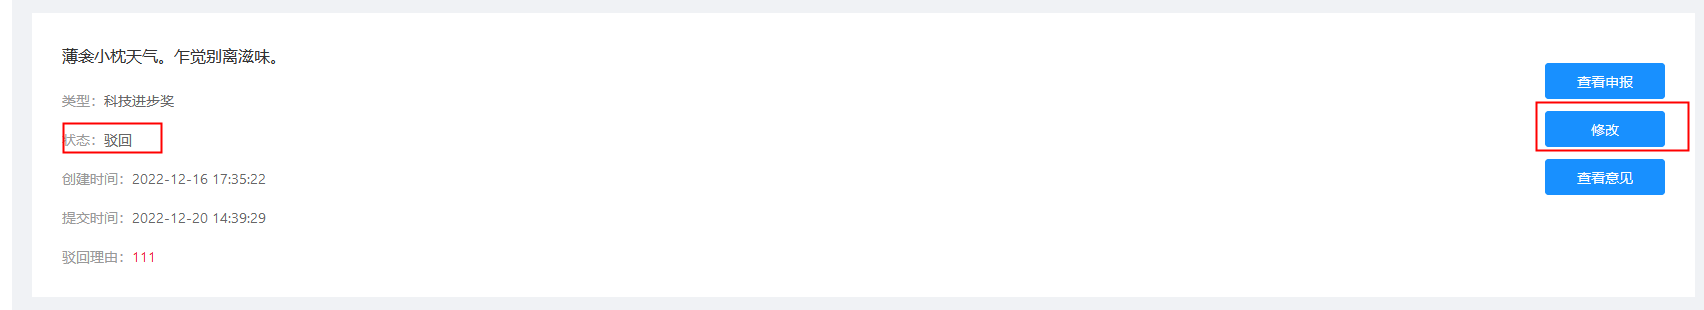 薄衾小枕天气。乍觉别离滋味。
类型：科技进步奖
状态：驳回
创建时间：2022-12-16 17:35:22
提交时间：2022-12-20 14:39:29
驳回理由：111
查看申报
修改
查看意见